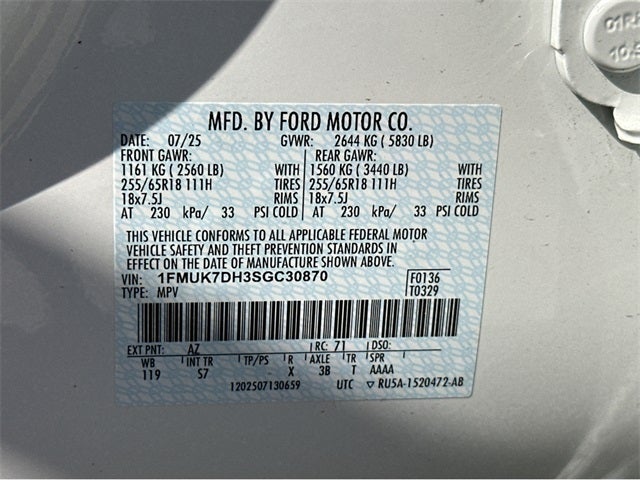 01R
10.
MFD. BY FORD MOTOR CO.
DATE: 07/25 GVWR: 2644 KG ( 5830 LB)
FRONT GAWR: REAR GAWR:
1161 KG ( 2560 LB) WITH 1560 KG ( 3440 LB) WITH
255/65R18 111H TIRES 255/65R18 111H TIRES
18x7.5J RIMS 18x7.5J RIMS
AT 230 kPa/ 33 PSI COLD AT 230 kPa/ 33 PSI COLD
THIS VEHICLE CONFORMS TO ALL APPLICABLE FEDERAL MOTOR
VEHICLE SAFETY AND THEFT PREVENTION STANDARDS IN
EFFECT ON THE DATE OF MANUFACTURE SHOWN ABOVE.
VIN: 1FMUK7DH3SGC30870 F0136
TYPE: MPV T0329
EXT PNT: AZ RC: 71 DSO:
WB INT TR TP/PS R AXLE TR SPR
119 S7 X 3B T AAAA
1202507130659 UTC ▽ RU5A-1520472-AB